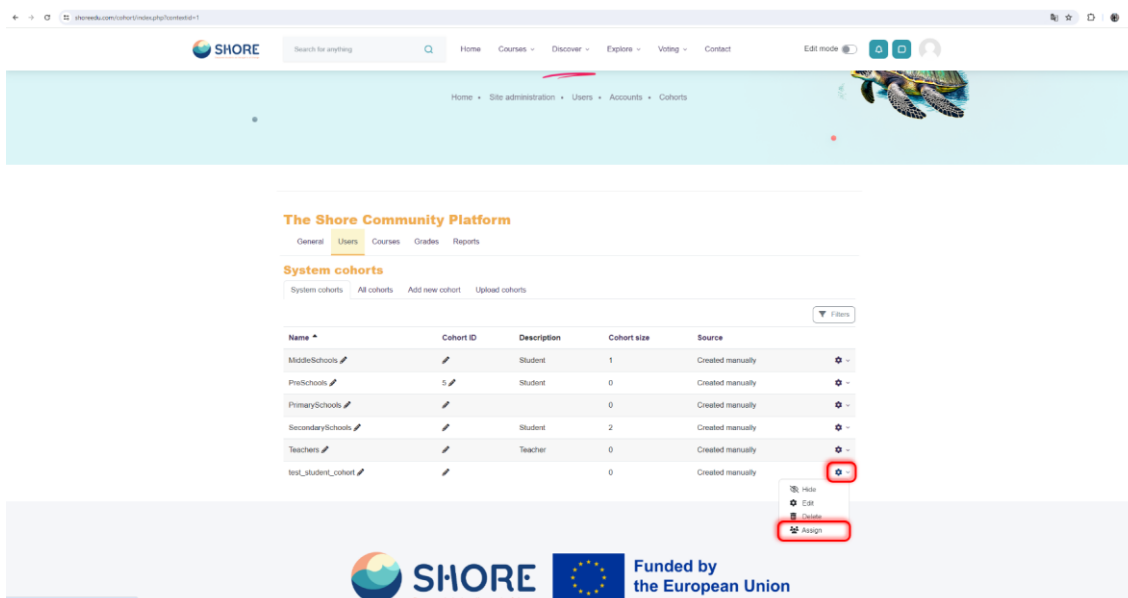 shoreedu.com/cohort/index.php?contextid=1
SHORE
Search for anything
Home Courses Discover Explore Voting Contact
Edit mode
Home • Site administration • Users • Accounts • Cohorts
The Shore Community Platform
General Users Courses Grades Reports
System cohorts
System cohorts All cohorts Add new cohort Upload cohorts
Filters
Name Cohort ID Description Cohort size Source
MiddleSchools Student 1 Created manually
PreSchools 5 Student 0 Created manually
PrimarySchools 0 Created manually
SecondarySchools Student 2 Created manually
Teachers Teacher 0 Created manually
test_student_cohort 0 Created manually
Hide
Edit
Delete
Assign
SHORE
Funded by
the European Union